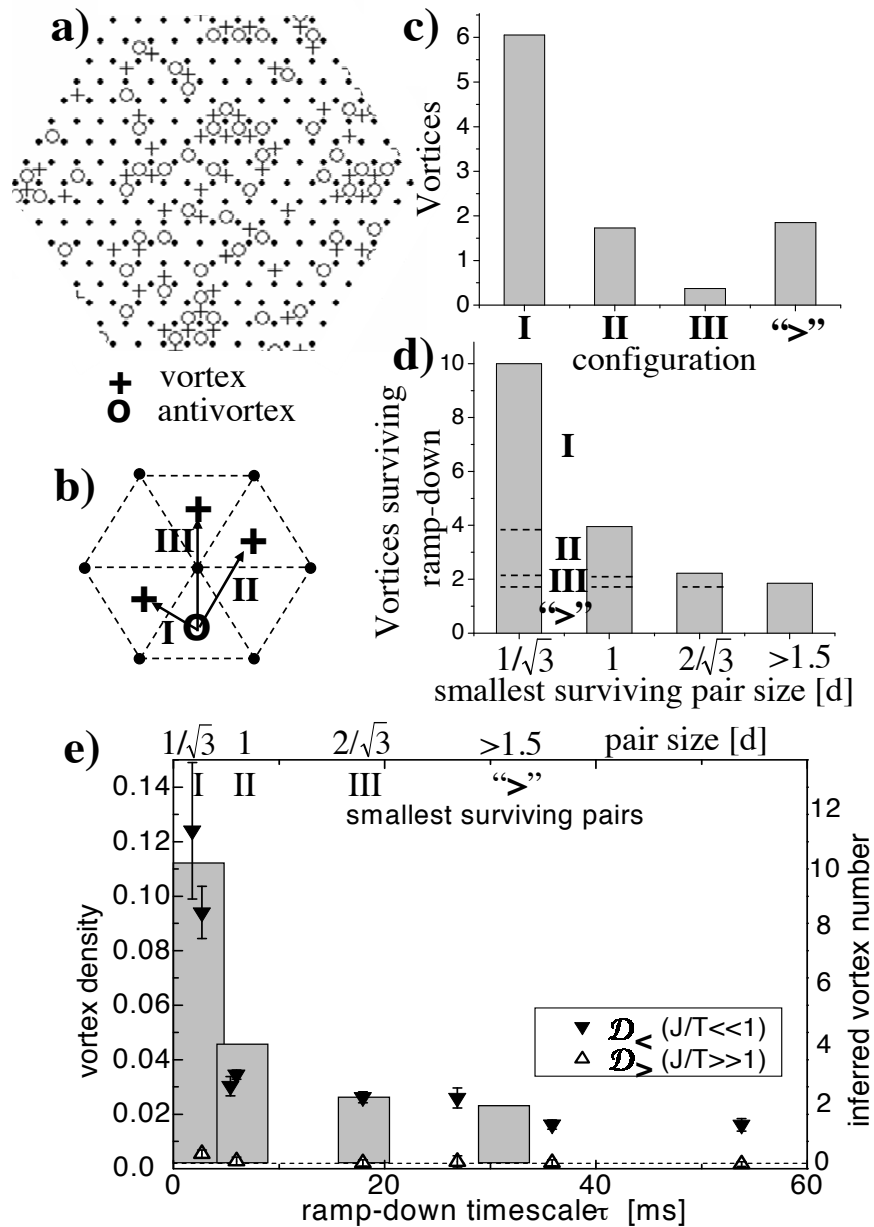 a)
+ vortex
o antivortex
b)
III
II
I
c)
Vortices
6
5
4
3
2
1
0
I II III “>”
configuration
d)
Vortices surviving
ramp-down
10
8
6
4
2
0
I
II
III
“>”
1/√3 1 2/√3 >1.5
smallest surviving pair size [d]
e)
1/√3 1 2/√3 >1.5 pair size [d]
I II III “>”
smallest surviving pairs
vortex density
0.14
0.12
0.10
0.08
0.06
0.04
0.02
0.0
inferred vortex number
12
10
8
6
4
2
0
▼ 𝒟< (J/T<<1)
△ 𝒟> (J/T>>1)
0 20 40 60
ramp-down timescaleτ [ms]